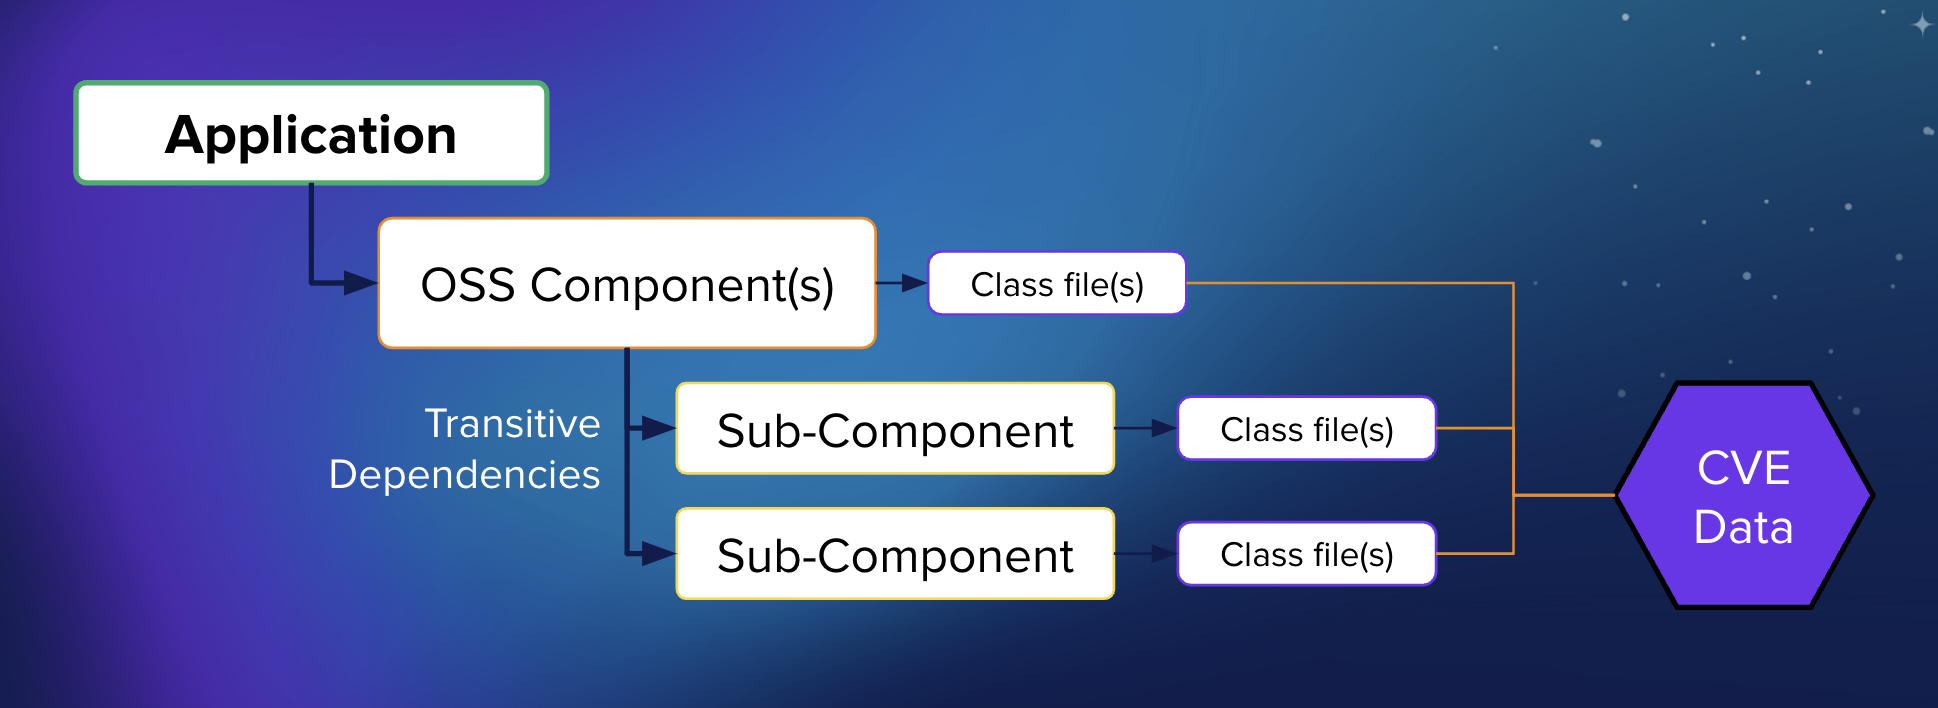 Application
OSS Component(s)
Class file(s)
Transitive
Dependencies
Sub-Component
Class file(s)
Sub-Component
Class file(s)
CVE
Data